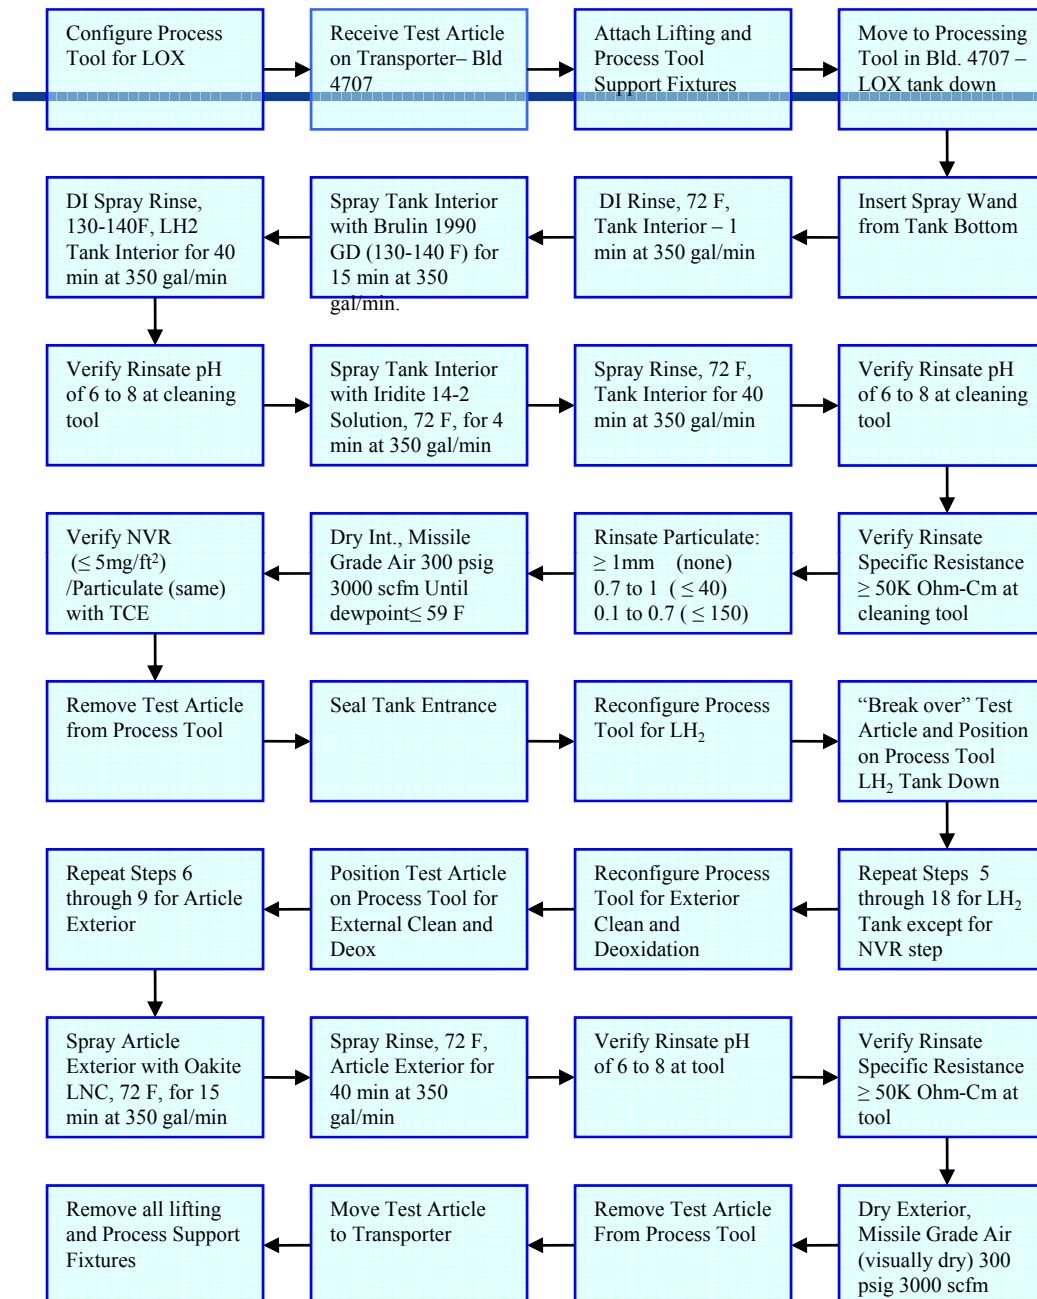 Configure Process
Tool for LOX
Receive Test Article
on Transporter– Bld
4707
Attach Lifting and
Process Tool
Support Fixtures
Move to Processing
Tool in Bld. 4707 –
LOX tank down
Insert Spray Wand
from Tank Bottom
DI Rinse, 72 F,
Tank Interior – 1
min at 350 gal/min
Spray Tank Interior
with Brulin 1990
GD (130-140 F) for
15 min at 350
gal/min.
DI Spray Rinse,
130-140F, LH2
Tank Interior for 40
min at 350 gal/min
Verify Rinsate pH
of 6 to 8 at cleaning
tool
Spray Tank Interior
with Iridite 14-2
Solution, 72 F, for 4
min at 350 gal/min
Spray Rinse, 72 F,
Tank Interior for 40
min at 350 gal/min
Verify Rinsate pH
of 6 to 8 at cleaning
tool
Verify Rinsate
Specific Resistance
≥ 50K Ohm-Cm at
cleaning tool
Rinsate Particulate:
≥ 1mm (none)
0.7 to 1 ( ≤ 40)
0.1 to 0.7 ( ≤ 150)
Dry Int., Missile
Grade Air 300 psig
3000 scfm Until
dewpoint≤ 59 F
Verify NVR
(≤ 5mg/ft²)
/Particulate (same)
with TCE
Remove Test Article
from Process Tool
Seal Tank Entrance
Reconfigure Process
Tool for LH₂
“Break over” Test
Article and Position
on Process Tool
LH₂ Tank Down
Repeat Steps 5
through 18 for LH₂
Tank except for
NVR step
Reconfigure Process
Tool for Exterior
Clean and
Deoxidation
Position Test Article
on Process Tool for
External Clean and
Deox
Repeat Steps 6
through 9 for Article
Exterior
Spray Article
Exterior with Oakite
LNC, 72 F, for 15
min at 350 gal/min
Spray Rinse, 72 F,
Article Exterior for
40 min at 350
gal/min
Verify Rinsate pH
of 6 to 8 at tool
Verify Rinsate
Specific Resistance
≥ 50K Ohm-Cm at
tool
Dry Exterior,
Missile Grade Air
(visually dry) 300
psig 3000 scfm
Remove Test Article
From Process Tool
Move Test Article
to Transporter
Remove all lifting
and Process Support
Fixtures